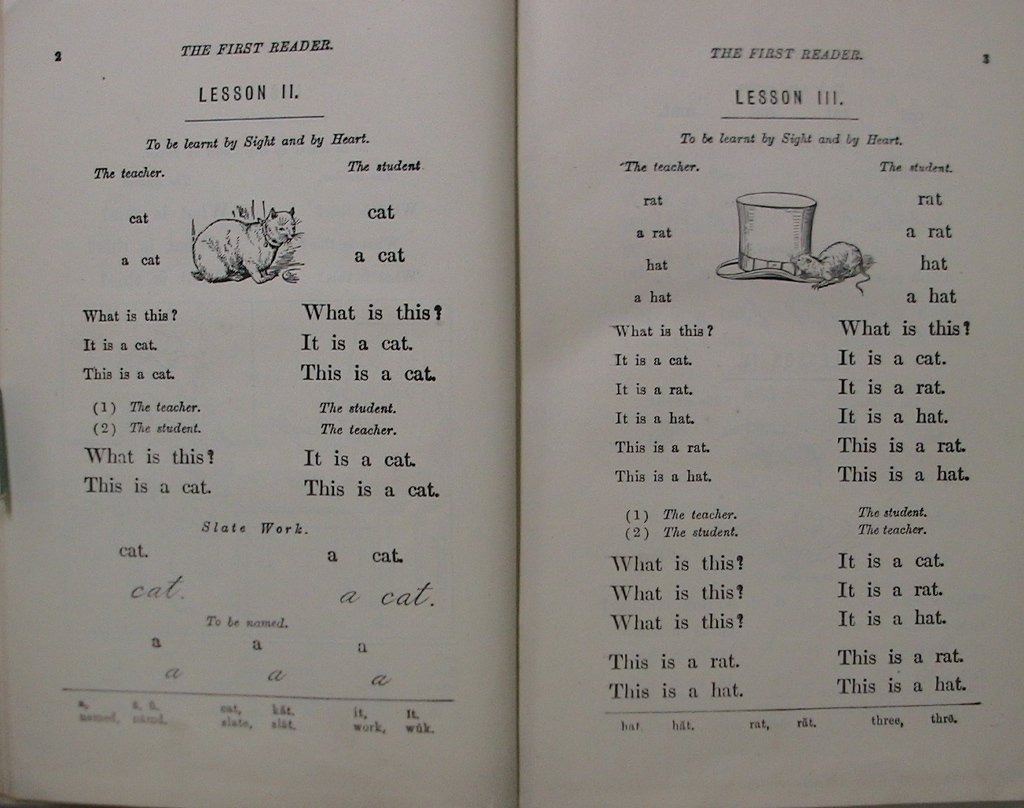 2
THE FIRST READER.
LESSON II.
To be learnt by Sight and by Heart.
The teacher. The student.
cat cat
a cat a cat
What is this? What is this?
It is a cat. It is a cat.
This is a cat. This is a cat.
(1) The teacher. The student.
(2) The student. The teacher.
What is this? It is a cat.
This is a cat. This is a cat.
Slate Work.
cat. a cat.
cat. a cat.
To be named.
a a a
a a a
cat, kăt. it, ĭt.
named, nāmd. slate, slāt. work, wûk.
THE FIRST READER.
3
LESSON III.
To be learnt by Sight and by Heart.
The teacher. The student.
rat rat
a rat a rat
hat hat
a hat a hat
What is this? What is this?
It is a cat. It is a cat.
It is a rat. It is a rat.
It is a hat. It is a hat.
This is a rat. This is a rat.
This is a hat. This is a hat.
(1) The teacher. The student.
(2) The student. The teacher.
What is this? It is a cat.
What is this? It is a rat.
What is this? It is a hat.
This is a rat. This is a rat.
This is a hat. This is a hat.
hat, hăt. rat, răt. three, thrē.